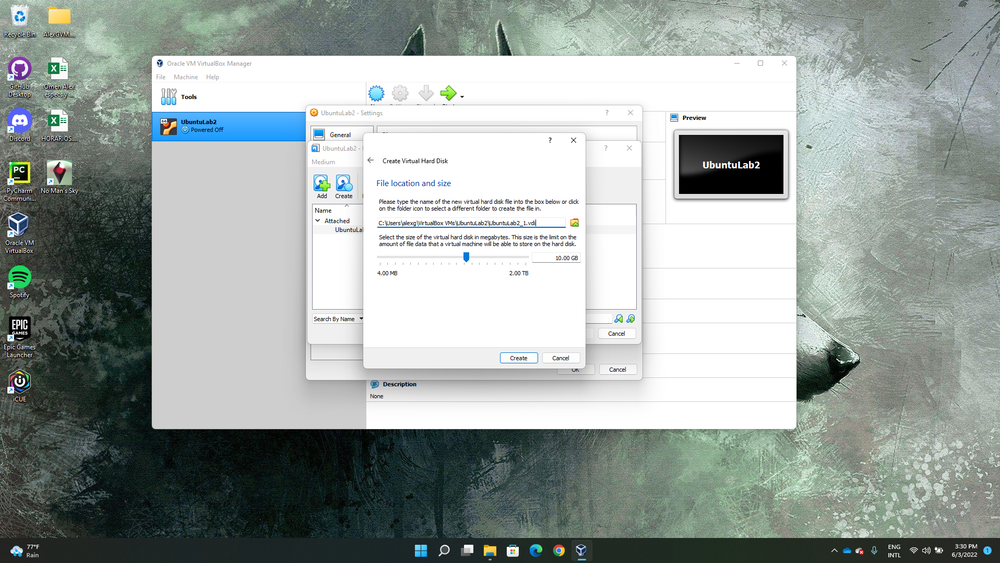 Recycle Bin
AlexGVM....
GitHub
Desktop
Omen Alex
especs y ...
Discord
HORARIOS....
PC
PyCharm
Communi...
No Man's Sky
Oracle VM
VirtualBox
Spotify
EPIC
GAMES
Epic Games
Launcher
iCUE
Oracle VM VirtualBox Manager
File
Machine
Help
Tools
64
UbuntuLab2
Powered Off
UbuntuLab2 - Settings
?
General
UbuntuLab2 -
?
Medium
Add
Create
Name
Attached
UbuntuLab
Search By Name
Cancel
OK
Cancel
?
Create Virtual Hard Disk
File location and size
Please type the name of the new virtual hard disk file into the box below or click
on the folder icon to select a different folder to create the file in.
C:\Users\alexg\VirtualBox VMs\UbuntuLab2\UbuntuLab2_1.vdi
Select the size of the virtual hard disk in megabytes. This size is the limit on the
amount of file data that a virtual machine will be able to store on the hard disk.
10.00 GB
4.00 MB
2.00 TB
Create
Cancel
Preview
UbuntuLab2
Description
None
77°F
Rain
ENG
INTL
3:30 PM
6/3/2022
1